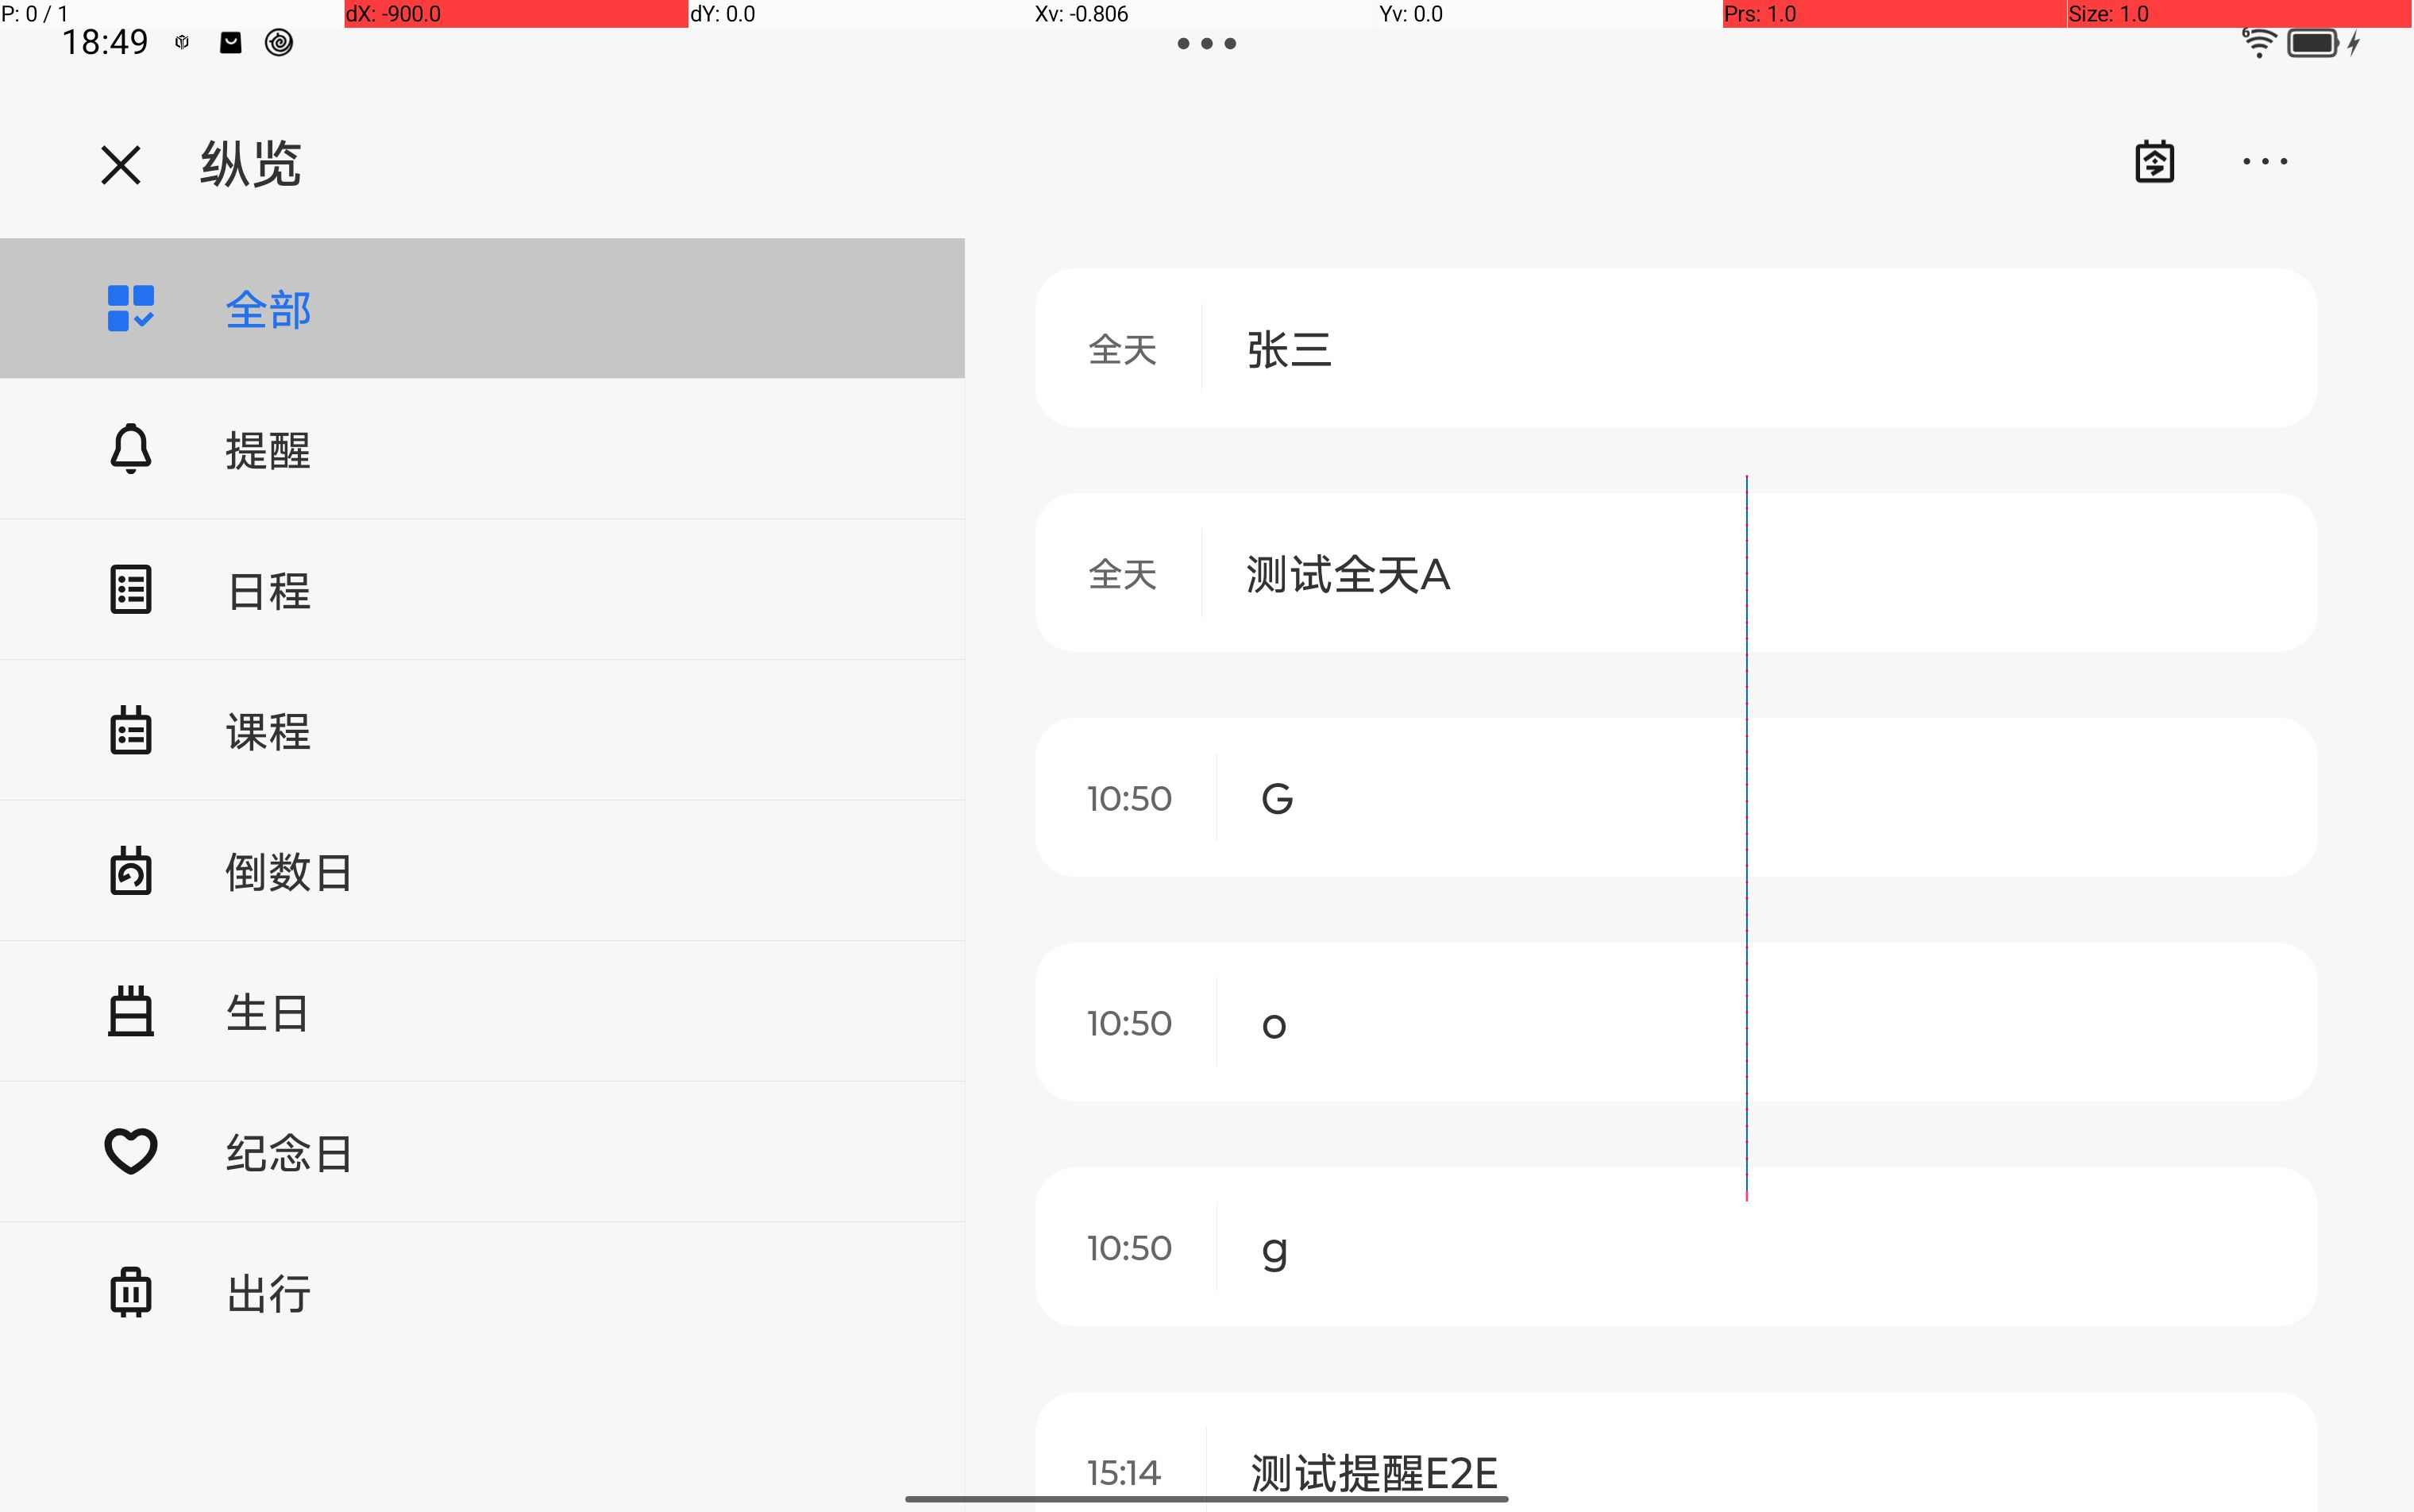 P: 0 / 1 dX: -900.0 dY: 0.0 Xv: -0.806 Yv: 0.0 Prs: 1.0 Size: 1.0
18:49 6
纵览 今
全部
提醒
日程
课程
倒数日
生日
纪念日
出行
全天 张三
全天 测试全天A
10:50 G
10:50 o
10:50 g
15:14 测试提醒E2E